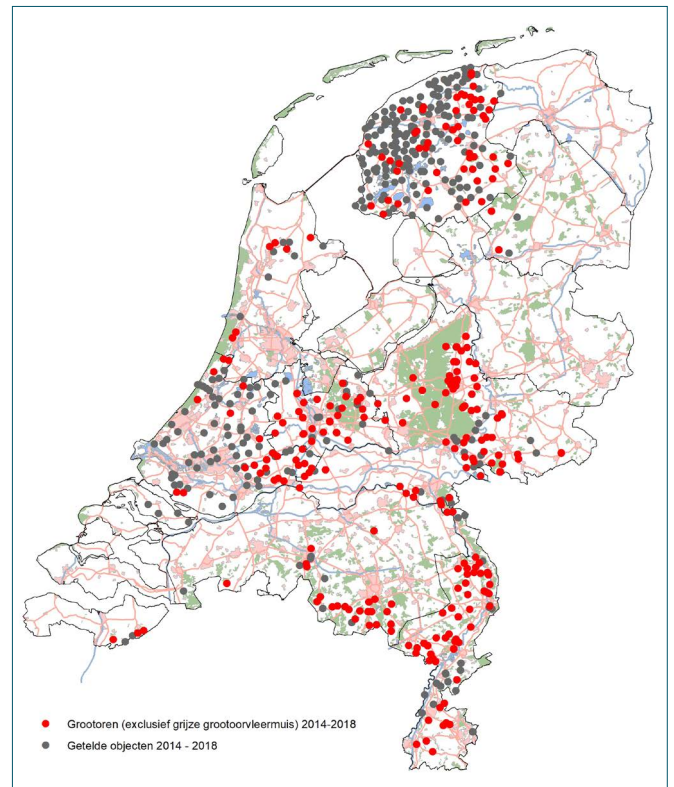 Grootoren (exclusief grijze grootoorvleermuis) 2014-2018
Getelde objecten 2014 - 2018